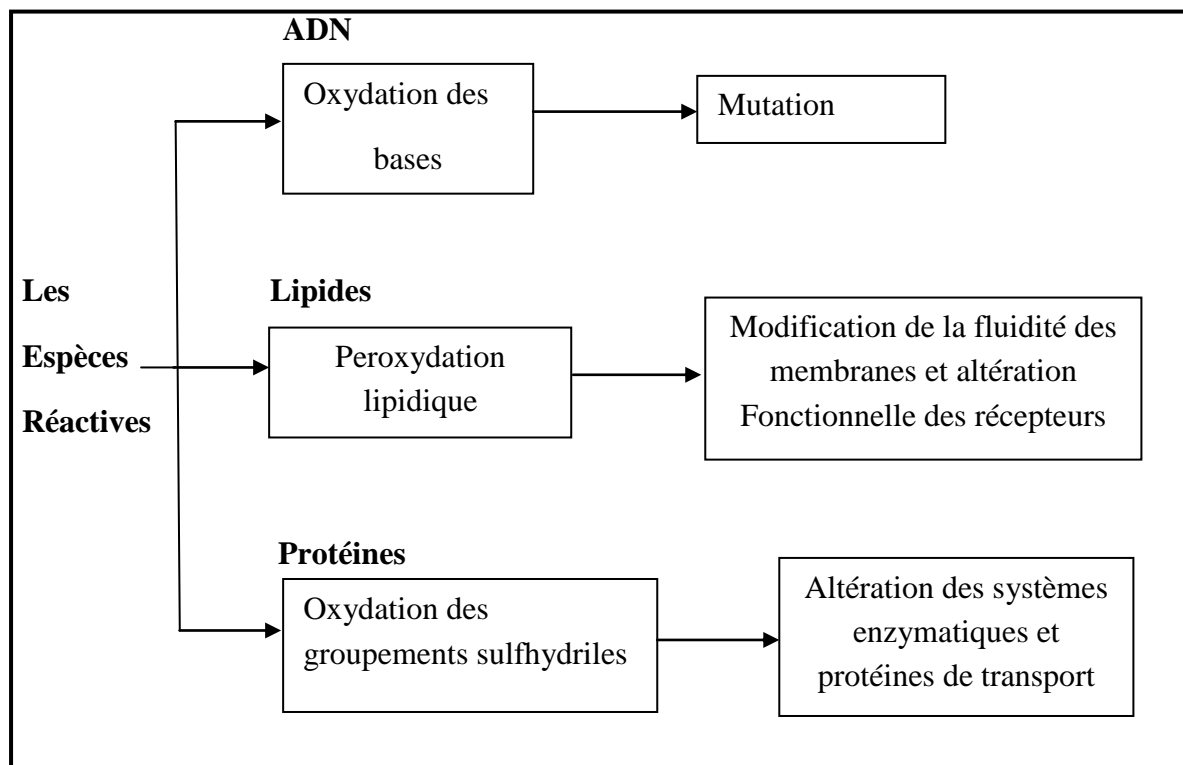 ADN
Oxydation des
bases
Mutation
Les
Espèces
Réactives
Lipides
Peroxydation
lipidique
Modification de la fluidité des
membranes et altération
Fonctionnelle des récepteurs
Protéines
Oxydation des
groupements sulfhydriles
Altération des systèmes
enzymatiques et
protéines de transport